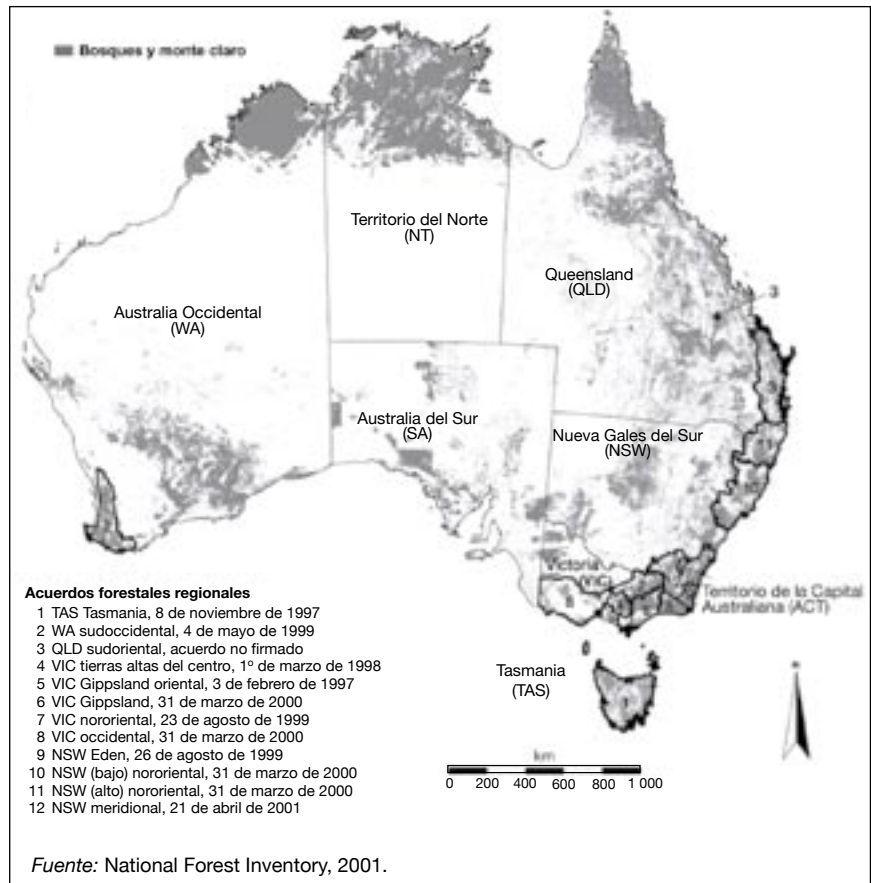 Bosques y monte claro
Territorio del Norte
(NT)
Queensland
(QLD)
3
Australia Occidental
(WA)
Australia del Sur
(SA)
Nueva Gales del Sur
(NSW)
11
Victoria
(VIC)
8
Territorio de la Capital
Australiana (ACT)
Acuerdos forestales regionales
1 TAS Tasmania, 8 de noviembre de 1997
2 WA sudoccidental, 4 de mayo de 1999
3 QLD sudoriental, acuerdo no firmado
4 VIC tierras altas del centro, 1º de marzo de 1998
5 VIC Gippsland oriental, 3 de febrero de 1997
6 VIC Gippsland, 31 de marzo de 2000
7 VIC nororiental, 23 de agosto de 1999
8 VIC occidental, 31 de marzo de 2000
9 NSW Eden, 26 de agosto de 1999
10 NSW (bajo) nororiental, 31 de marzo de 2000
11 NSW (alto) nororiental, 31 de marzo de 2000
12 NSW meridional, 21 de abril de 2001
Tasmania
(TAS)
1
km
0 200 400 600 800 1 000
Fuente: National Forest Inventory, 2001.